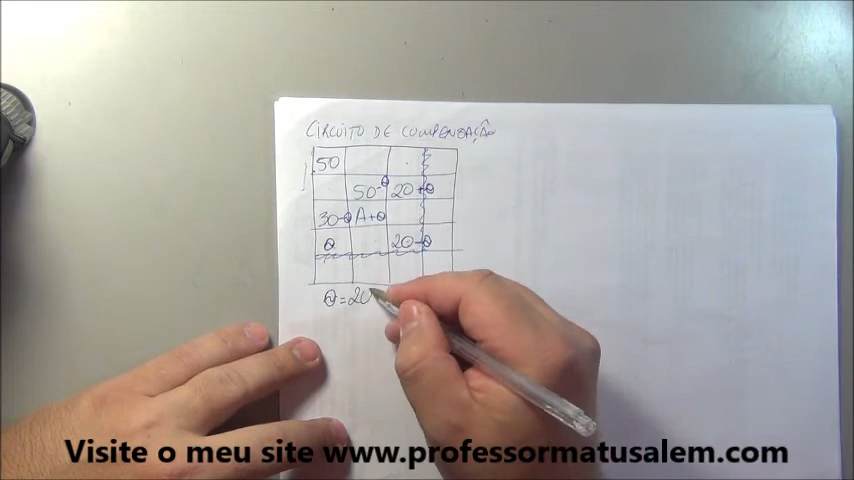 CIRCUITO DE COMPENSAÇÃO
50
50-θ 20+θ
30-θ A+θ
θ 20-θ
θ=20
Visite o meu site www.professormatusalem.com